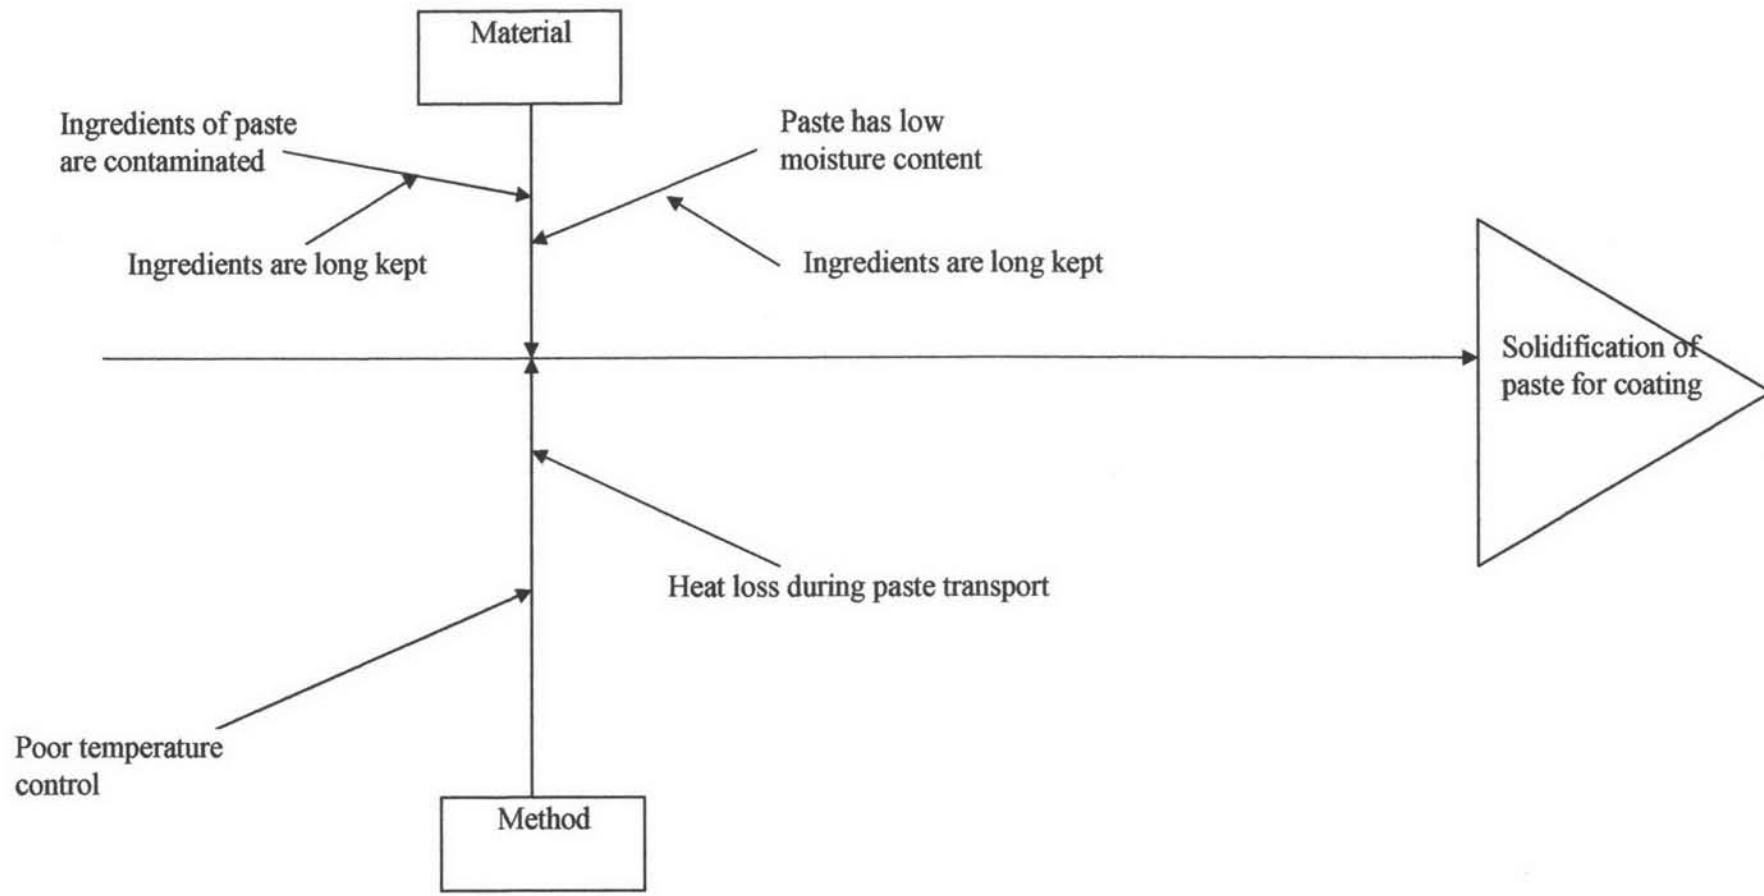 Material
Ingredients of paste
are contaminated
Paste has low
moisture content
Ingredients are long kept
Ingredients are long kept
Solidification of
paste for coating
Heat loss during paste transport
Poor temperature
control
Method